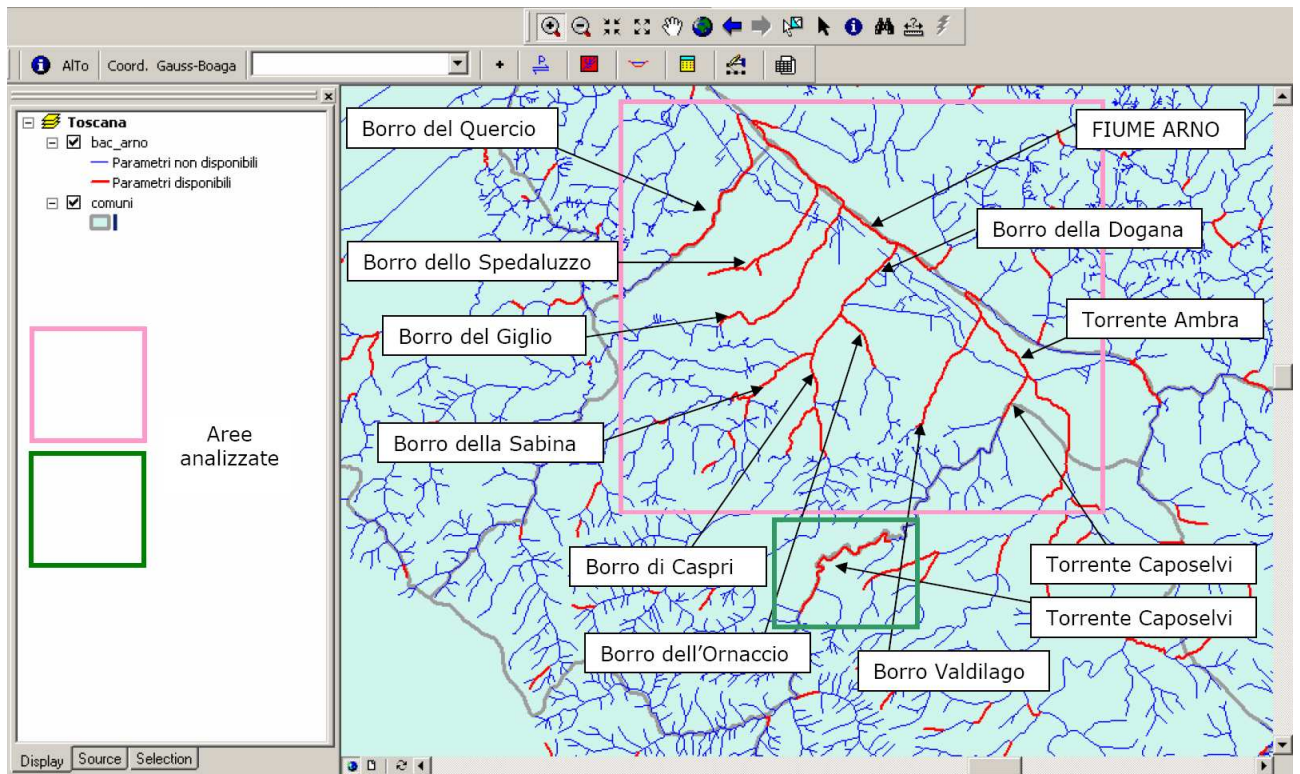 AlTo
Coord. Gauss-Boaga
Toscana
bac_arno
Parametri non disponibili
Parametri disponibili
comuni
Aree
analizzate
Display
Source
Selection
Borro del Quercio
FIUME ARNO
Borro della Dogana
Borro dello Spedaluzzo
Borro del Giglio
Torrente Ambra
Borro della Sabina
Borro di Caspri
Torrente Caposelvi
Torrente Caposelvi
Borro dell'Ornaccio
Borro Valdilago